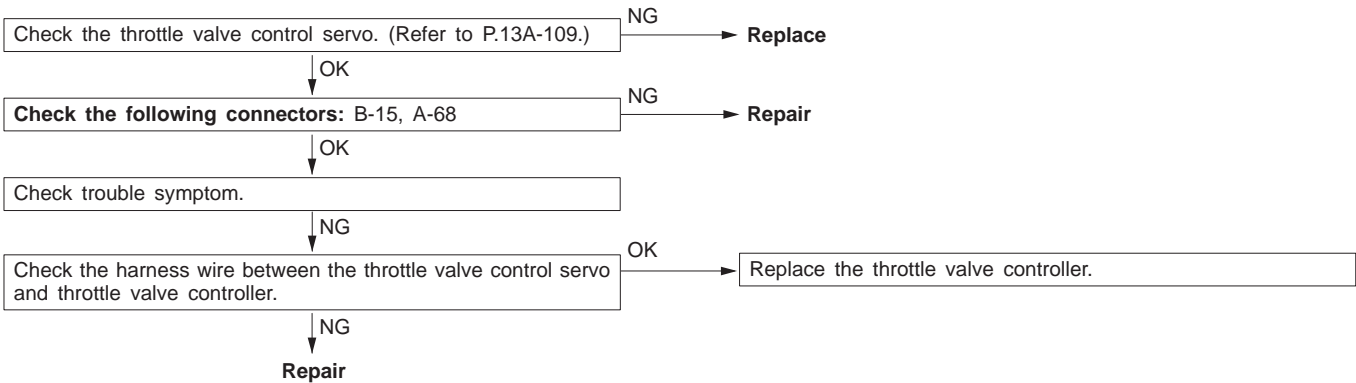 NG
Check the throttle valve control servo. (Refer to P.13A-109.)
Replace
OK
NG
Check the following connectors: B-15, A-68
Repair
OK
Check trouble symptom.
NG
OK
Check the harness wire between the throttle valve control servo
and throttle valve controller.
Replace the throttle valve controller.
NG
Repair